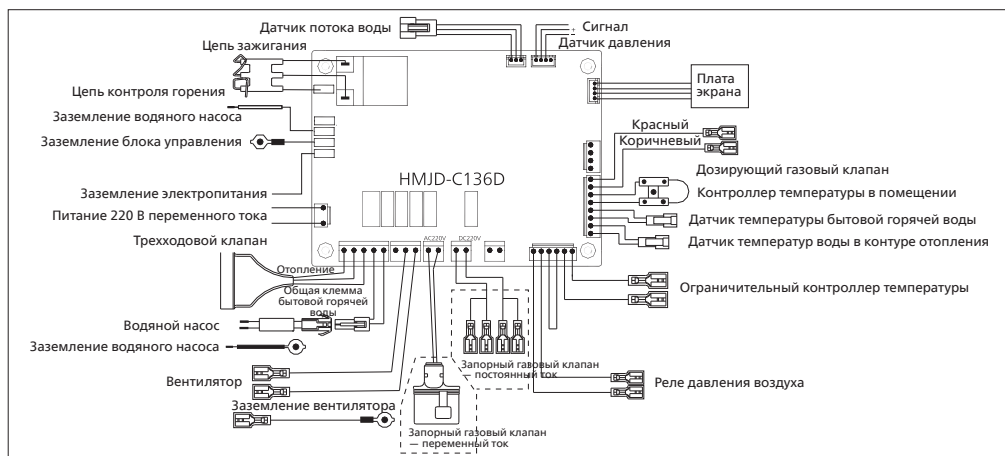 Датчик потока воды
Сигнал
Цепь зажигания
Датчик давления
Цепь контроля горения
Плата
экрана
Заземление водяного насоса
Красный
Заземление блока управления
Коричневый
Дозирующий газовый клапан
HMJD-C136D
Заземление электропитания
Контроллер температуры в помещении
Питание 220 В переменного тока
Датчик температуры бытовой горячей воды
Трехходовой клапан
AC220V
DC220V
Датчик температур воды в контуре отопления
Отопление
Общая клемма
бытовой горячей
воды
Ограничительный контроллер температуры
Водяной насос
Заземление водяного насоса
Запорный газовый клапан
— постоянный ток
Вентилятор
Реле давления воздуха
Заземление вентилятора
Запорный газовый клапан
— переменный ток